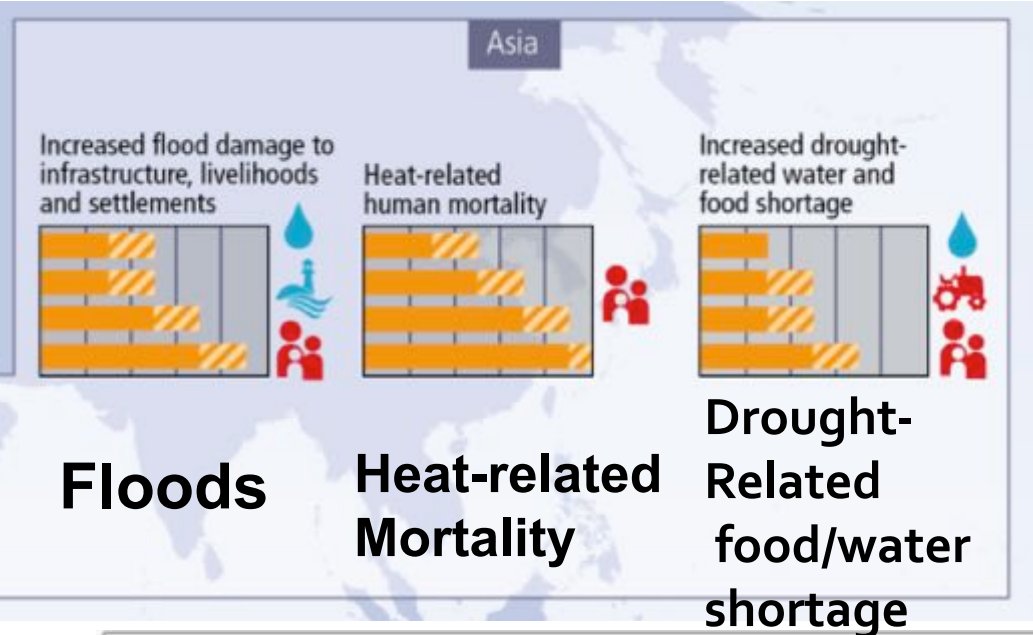 Asia
Increased flood damage to
infrastructure, livelihoods
and settlements
Heat-related
human mortality
Increased drought-
related water and
food shortage
Floods
Heat-related
Mortality
Drought-
Related
food/water
shortage